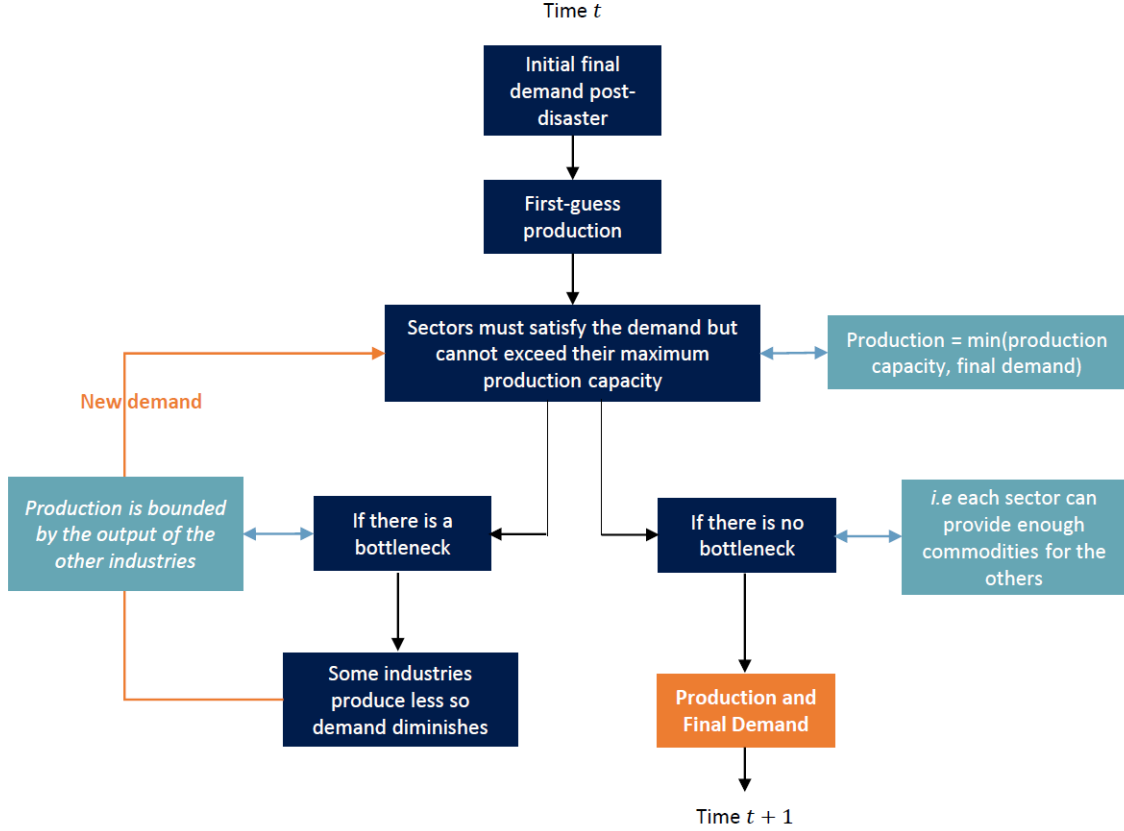 Time t
Initial final
demand post-
disaster
First-guess
production
Sectors must satisfy the demand but
cannot exceed their maximum
production capacity
Production = min(production
capacity, final demand)
New demand
Production is bounded
by the output of the
other industries
If there is a
bottleneck
If there is no
bottleneck
i.e each sector can
provide enough
commodities for the
others
Some industries
produce less so
demand diminishes
Production and
Final Demand
Time t + 1